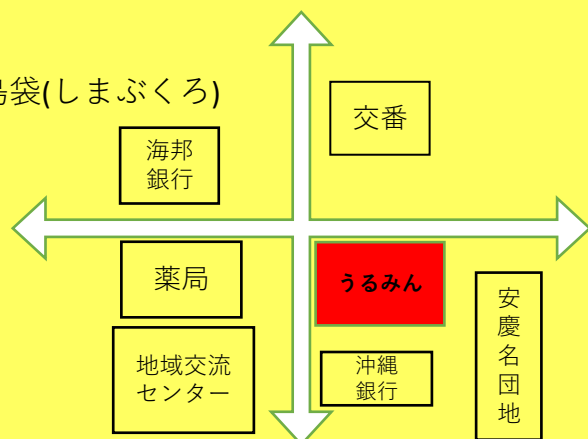 島袋(しまぶくろ)
交番
海邦
銀行
薬局
うるみん
安慶名団地
地域交流
センター
沖縄
銀行